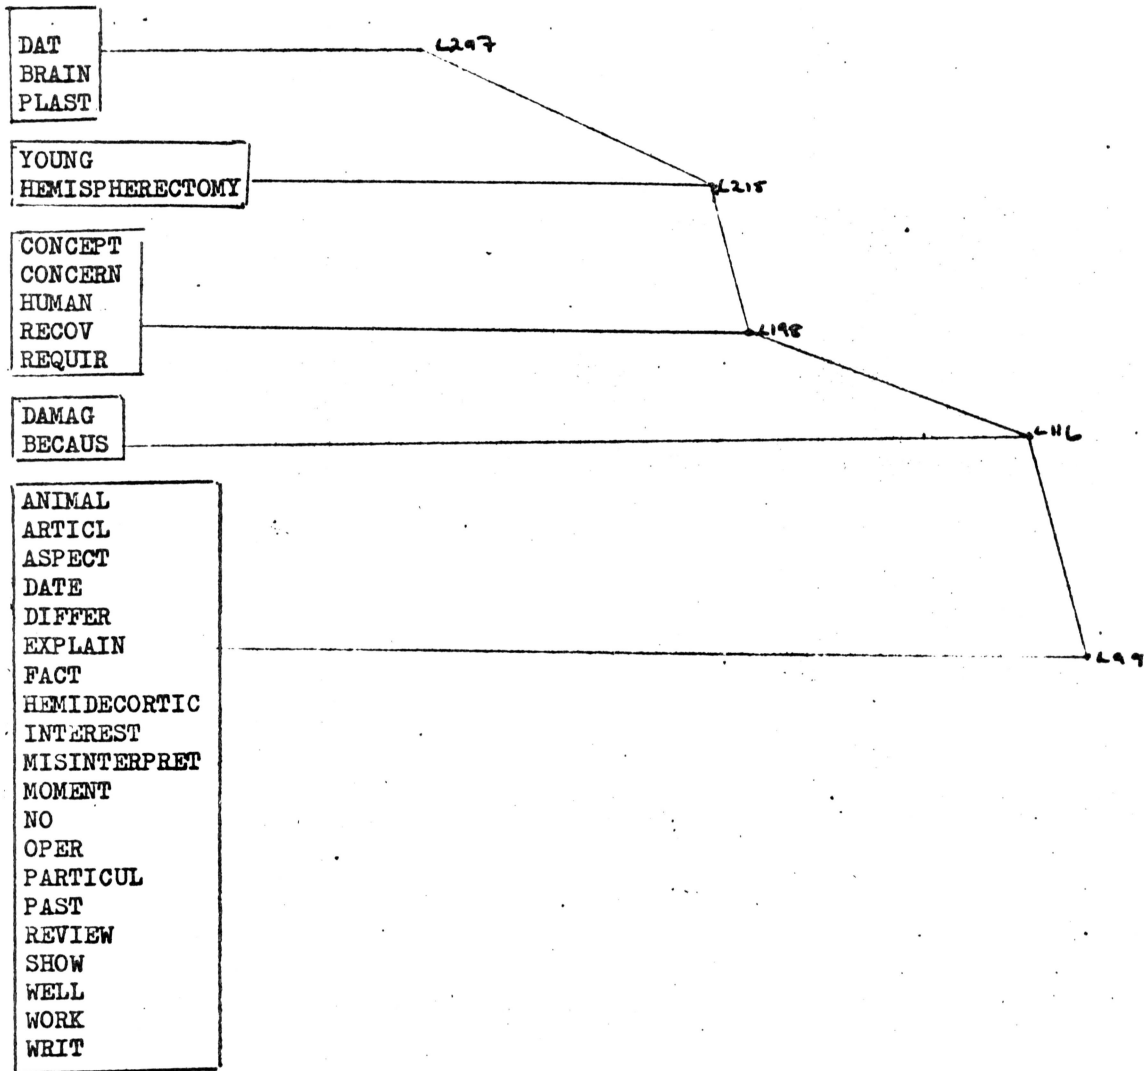 DAT
BRAIN
PLAST
L297
YOUNG
HEMISPHERECTOMY
L215
CONCEPT
CONCERN
HUMAN
RECOV
REQUIR
L198
DAMAG
BECAUS
L116
ANIMAL
ARTICL
ASPECT
DATE
DIFFER
EXPLAIN
FACT
HEMIDECORTIC
INTEREST
MISINTERPRET
MOMENT
NO
OPER
PARTICUL
PAST
REVIEW
SHOW
WELL
WORK
WRIT
L99